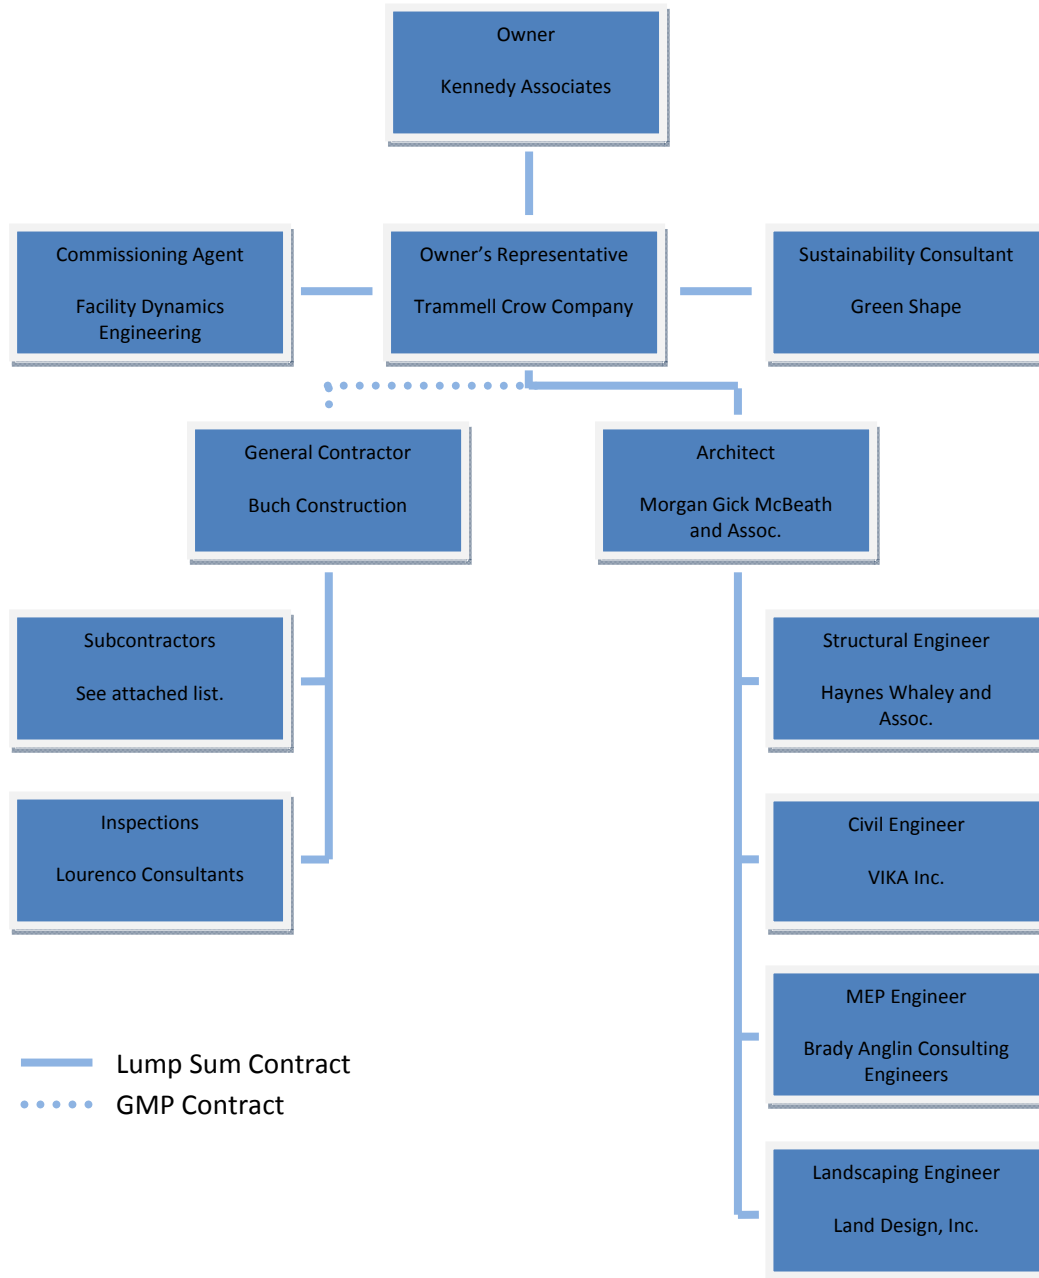 Owner
Kennedy Associates
Commissioning Agent
Facility Dynamics
Engineering
Owner’s Representative
Trammell Crow Company
Sustainability Consultant
Green Shape
General Contractor
Buch Construction
Architect
Morgan Gick McBeath
and Assoc.
Subcontractors
See attached list.
Structural Engineer
Haynes Whaley and
Assoc.
Inspections
Lourenco Consultants
Civil Engineer
VIKA Inc.
MEP Engineer
Brady Anglin Consulting
Engineers
Landscaping Engineer
Land Design, Inc.
Lump Sum Contract
GMP Contract